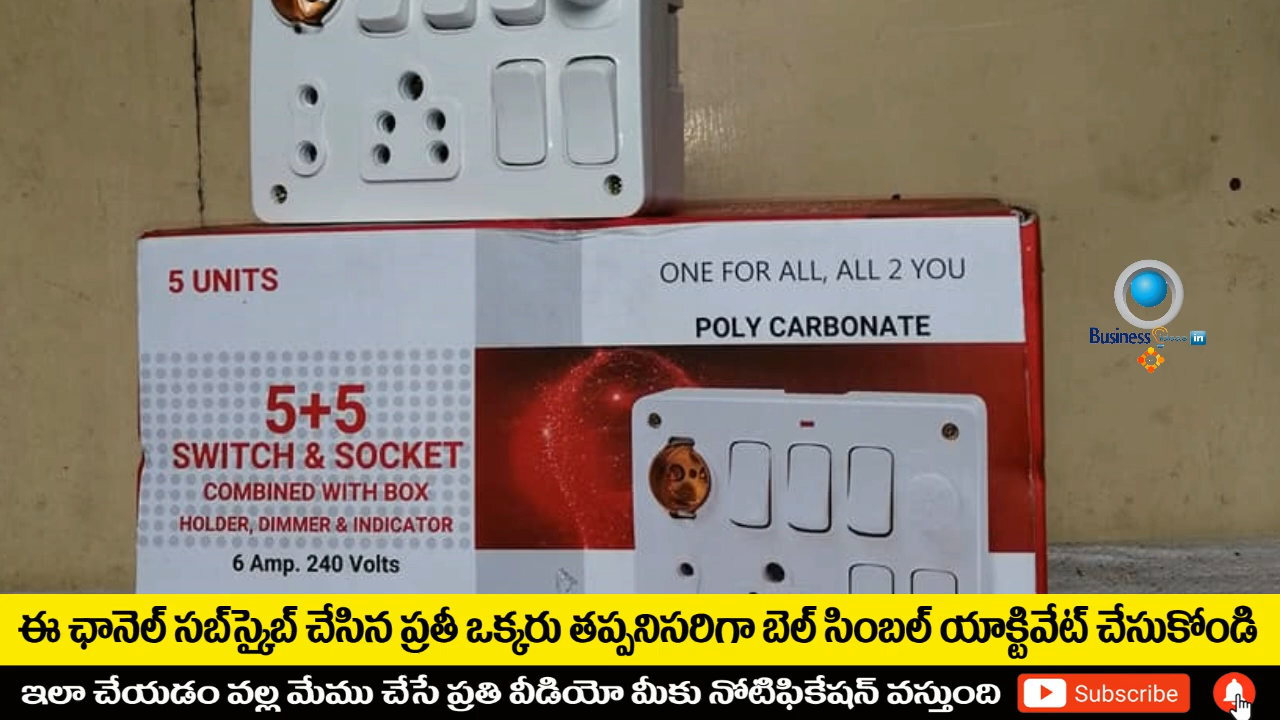 5 UNITS
ONE FOR ALL, ALL 2 YOU
POLY CARBONATE
5+5
SWITCH & SOCKET
COMBINED WITH BOX
HOLDER, DIMMER & INDICATOR
6 Amp. 240 Volts
Business
in
ఈ ఛానెల్ సబ్‌స్క్రైబ్ చేసిన ప్రతీ ఒక్కరు తప్పనిసరిగా బెల్ సింబల్ యాక్టివేట్ చేసుకోండి
ఇలా చేయడం వల్ల మేము చేసే ప్రతి వీడియో మీకు నోటిఫికేషన్ వస్తుంది
Subscribe